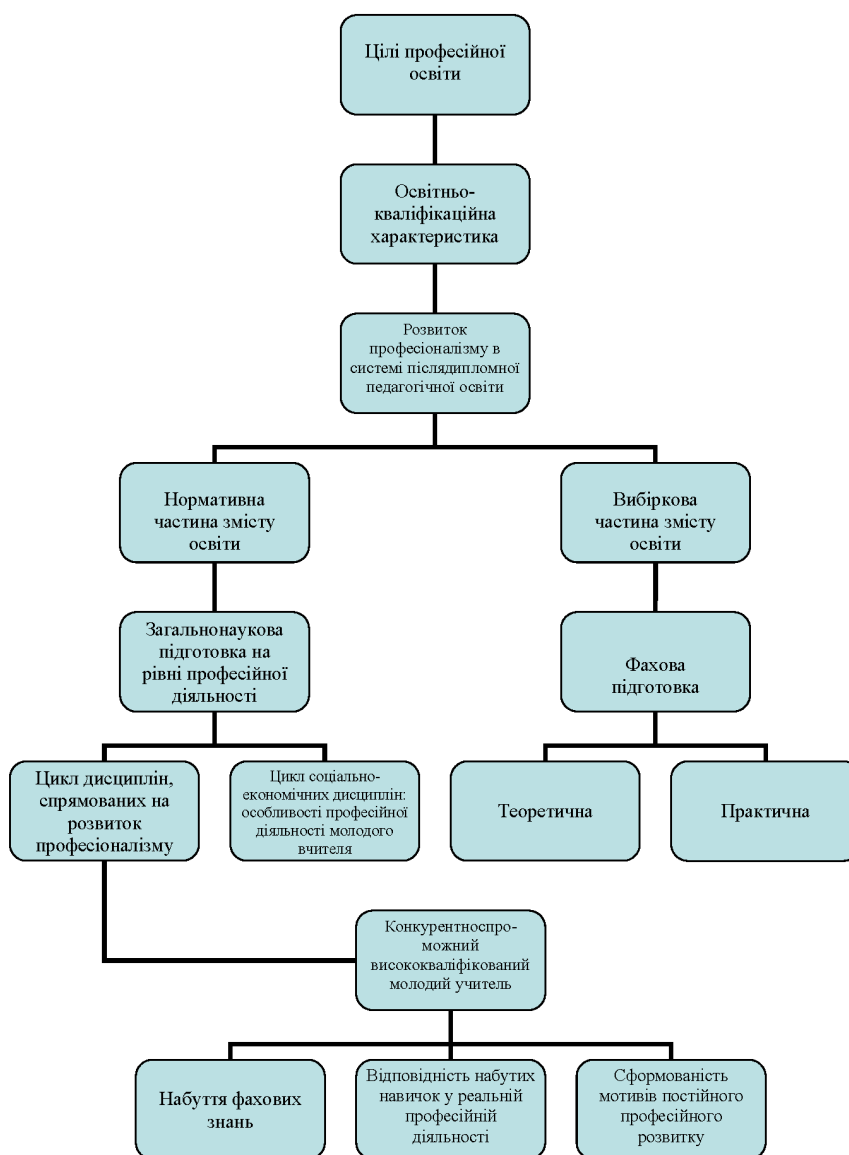 Цілі професійної
освіти
Освітньо-
кваліфікаційна
характеристика
Розвиток
професіоналізму в
системі післядипломної
педагогічної освіти
Нормативна
частина змісту
освіти
Вибіркова
частина змісту
освіти
Загальнонаукова
підготовка на
рівні професійної
діяльності
Фахова
підготовка
Цикл дисциплін,
спрямованих на
розвиток
професіоналізму
Цикл соціально-
економічних дисциплін:
особливості професійної
діяльності молодого
вчителя
Теоретична
Практична
Конкурентноспро-
можний
висококваліфікований
молодий учитель
Набуття фахових
знань
Відповідність набутих
навичок у реальній
професійній
діяльності
Сформованість
мотивів постійного
професійного
розвитку